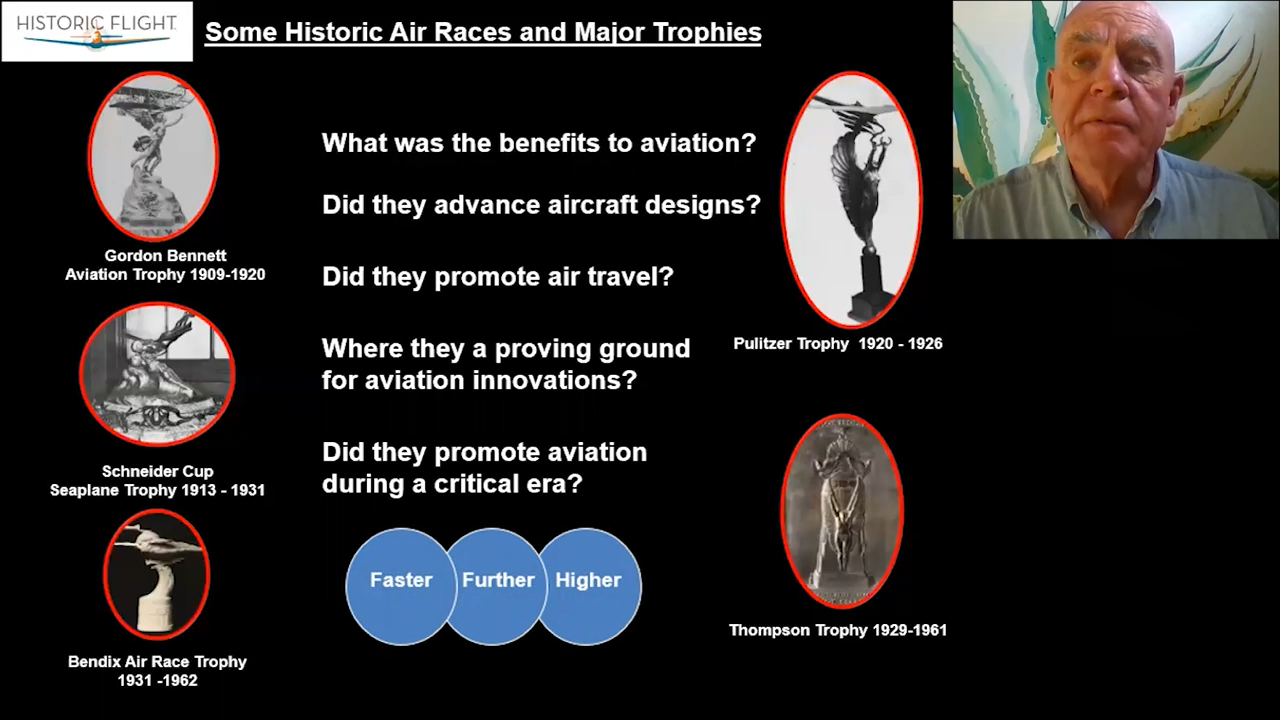 HISTORIC FLIGHT
Some Historic Air Races and Major Trophies
Gordon Bennett
Aviation Trophy 1909-1920
Schneider Cup
Seaplane Trophy 1913 - 1931
Bendix Air Race Trophy
1931 -1962
What was the benefits to aviation?
Did they advance aircraft designs?
Did they promote air travel?
Where they a proving ground
for aviation innovations?
Did they promote aviation
during a critical era?
Faster
Further
Higher
Pulitzer Trophy 1920 - 1926
Thompson Trophy 1929-1961